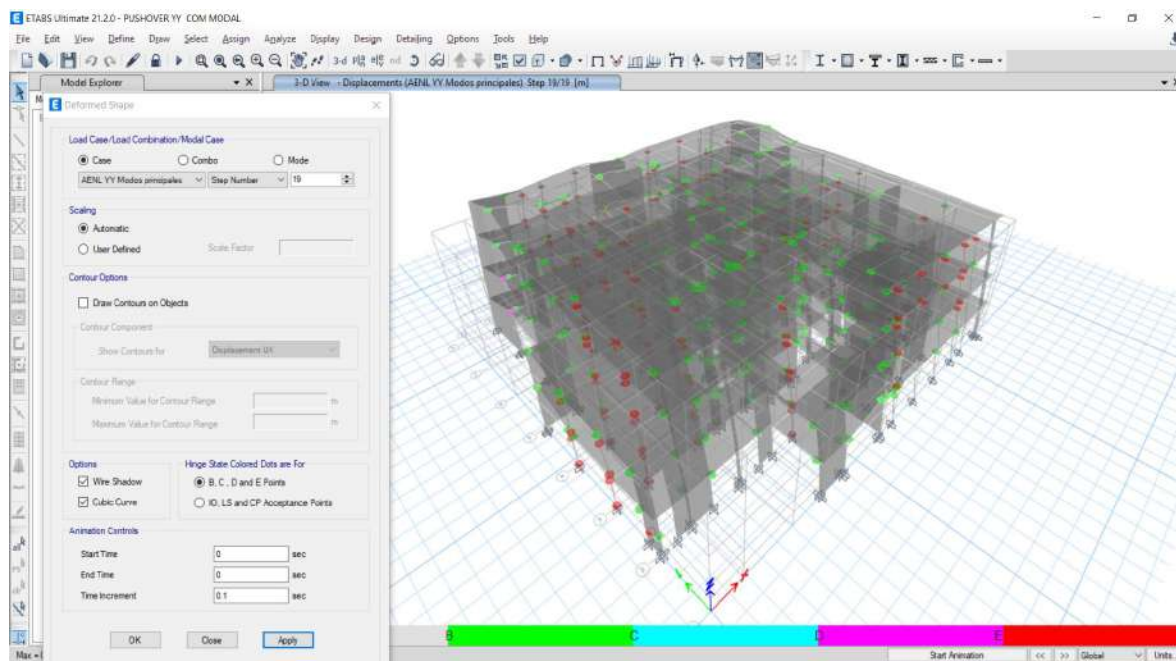 ETABS Ultimate 21.2.0 - PUSHOVER YY COM MODAL
File Edit View Define Draw Select Assign Analyze Display Design Detailing Options Tools Help
3-d
Model Explorer
3-D View - Displacements (AENL YY Modos principales) Step 19/19 [m]
Deformed Shape
Load Case/Load Combination/Modal Case
Case Combo Mode
AENL YY Modos principales Step Number 19
Scaling
Automatic
User Defined Scale Factor
Contour Options
Draw Contours on Objects
Contour Component
Show Contours for Displacement UX
Contour Range
Minimum Value for Contour Range m
Maximum Value for Contour Range m
Options Hinge State Colored Dots are For
Wire Shadow B, C, D and E Points
Cubic Curve IO, LS and CP Acceptance Points
Animation Controls
Start Time 0 sec
End Time 0 sec
Time Increment 0.1 sec
OK Close Apply
B C D E
Start Animation << >> Global Units